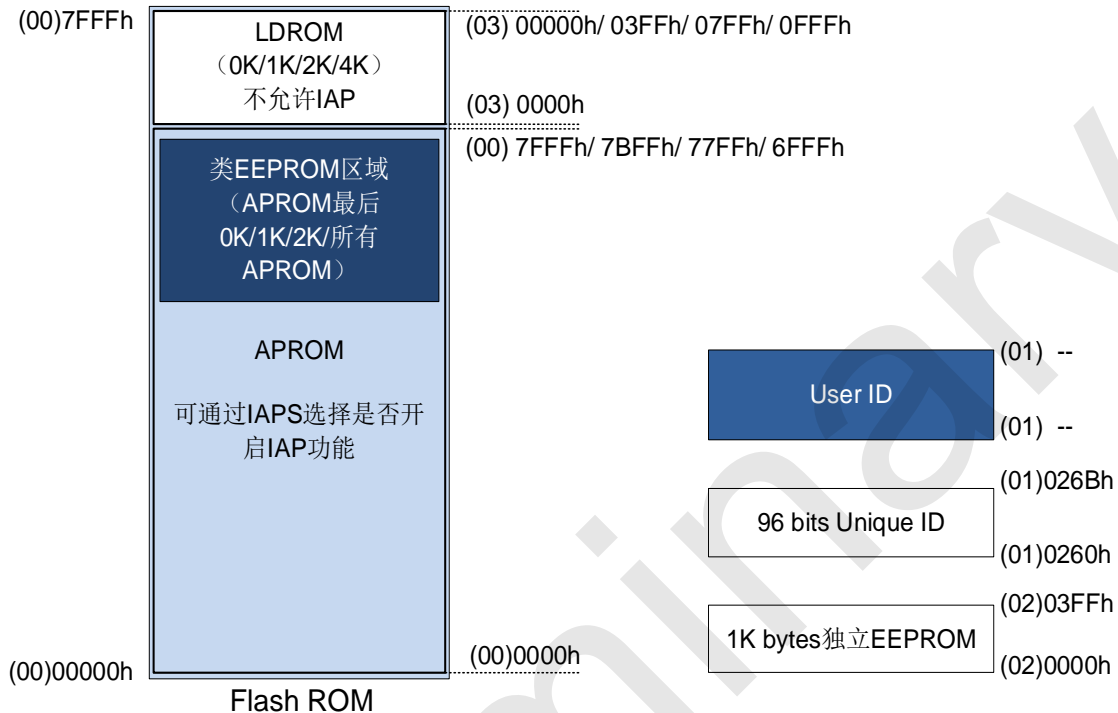 (00)7FFFh
LDROM
（0K/1K/2K/4K）
不允许IAP
(03) 00000h/ 03FFh/ 07FFh/ 0FFFh
(03) 0000h
(00) 7FFFh/ 7BFFh/ 77FFh/ 6FFFh
类EEPROM区域
（APROM最后
0K/1K/2K/所有
APROM）
APROM
可通过IAPS选择是否开
启IAP功能
(00)0000h
(00)00000h
Flash ROM
(01) --
User ID
(01) --
(01)026Bh
96 bits Unique ID
(01)0260h
(02)03FFh
1K bytes独立EEPROM
(02)0000h
minary